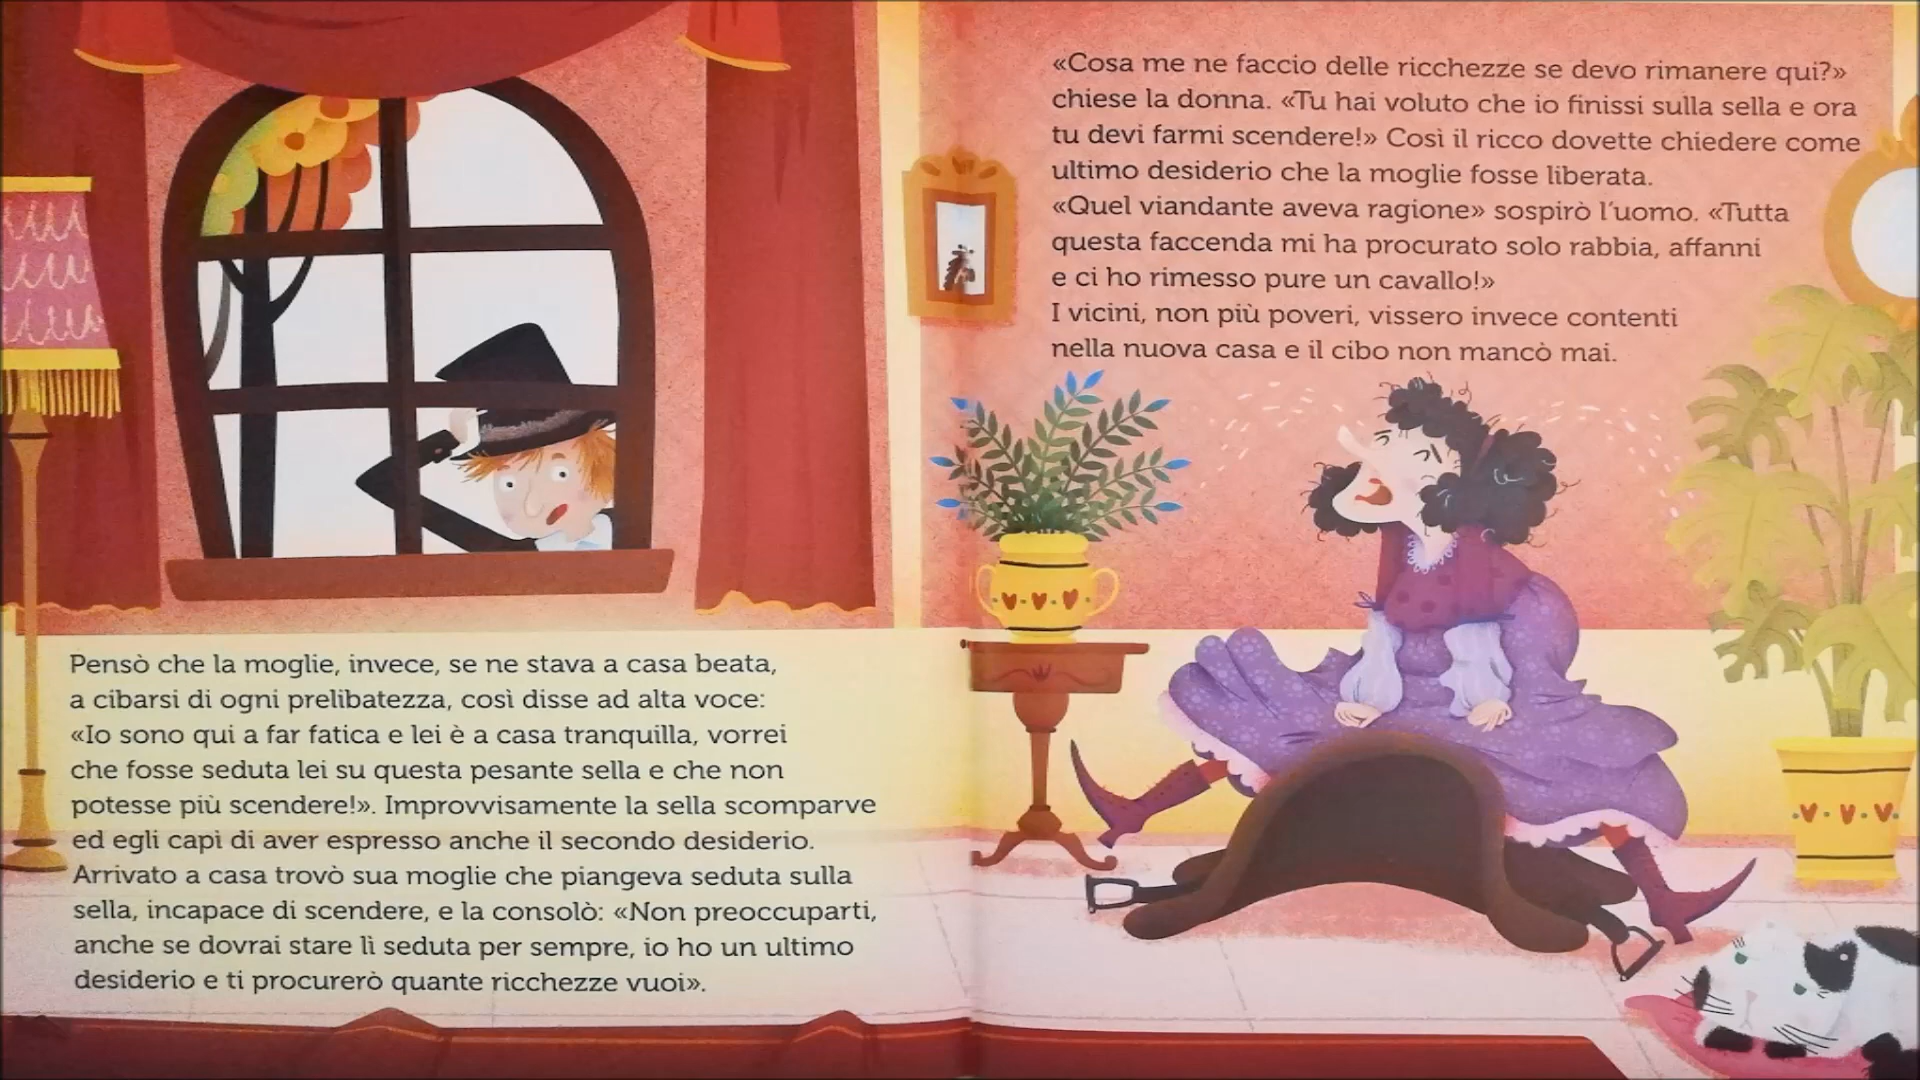 Pensò che la moglie, invece, se ne stava a casa beata,
a cibarsi di ogni prelibatezza, così disse ad alta voce:
«Io sono qui a far fatica e lei è a casa tranquilla, vorrei
che fosse seduta lei su questa pesante sella e che non
potesse più scendere!». Improvvisamente la sella scomparve
ed egli capì di aver espresso anche il secondo desiderio.
Arrivato a casa trovò sua moglie che piangeva seduta sulla
sella, incapace di scendere, e la consolò: «Non preoccuparti,
anche se dovrai stare lì seduta per sempre, io ho un ultimo
desiderio e ti procurerò quante ricchezze vuoi».
«Cosa me ne faccio delle ricchezze se devo rimanere qui?»
chiese la donna. «Tu hai voluto che io finissi sulla sella e ora
tu devi farmi scendere!» Così il ricco dovette chiedere come
ultimo desiderio che la moglie fosse liberata.
«Quel viandante aveva ragione» sospirò l'uomo. «Tutta
questa faccenda mi ha procurato solo rabbia, affanni
e ci ho rimesso pure un cavallo!»
I vicini, non più poveri, vissero invece contenti
nella nuova casa e il cibo non mancò mai.